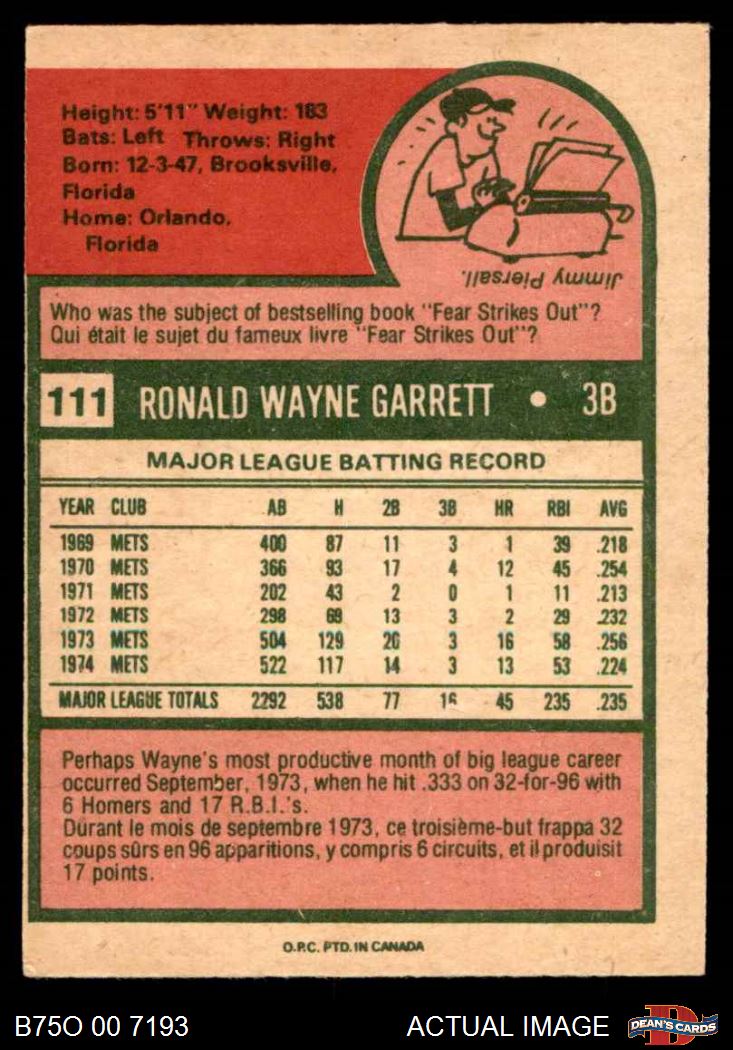 Height: 5'11" Weight: 183
Bats: Left Throws: Right
Born: 12-3-47, Brooksville,
Florida
Home: Orlando,
Florida
Jimmy Piersall.
Who was the subject of bestselling book "Fear Strikes Out"?
Qui était le sujet du fameux livre "Fear Strikes Out"?
111 RONALD WAYNE GARRETT • 3B
MAJOR LEAGUE BATTING RECORD
YEAR CLUB AB H 2B 3B HR RBI AVG
1969 METS 400 87 11 3 1 39 .218
1970 METS 366 93 17 4 12 45 .254
1971 METS 202 43 2 0 1 11 .213
1972 METS 298 69 13 3 2 29 .232
1973 METS 504 129 20 3 16 58 .256
1974 METS 522 117 14 3 13 53 .224
MAJOR LEAGUE TOTALS 2292 538 77 16 45 235 .235
Perhaps Wayne's most productive month of big league career
occurred September, 1973, when he hit .333 on 32-for-96 with
6 Homers and 17 R.B.I.'s.
Durant le mois de septembre 1973, ce troisième-but frappa 32
coups sûrs en 96 apparitions, y compris 6 circuits, et il produisit
17 points.
O.P.C. PTD. IN CANADA
B75O 00 7193 ACTUAL IMAGE DEAN'S CARDS